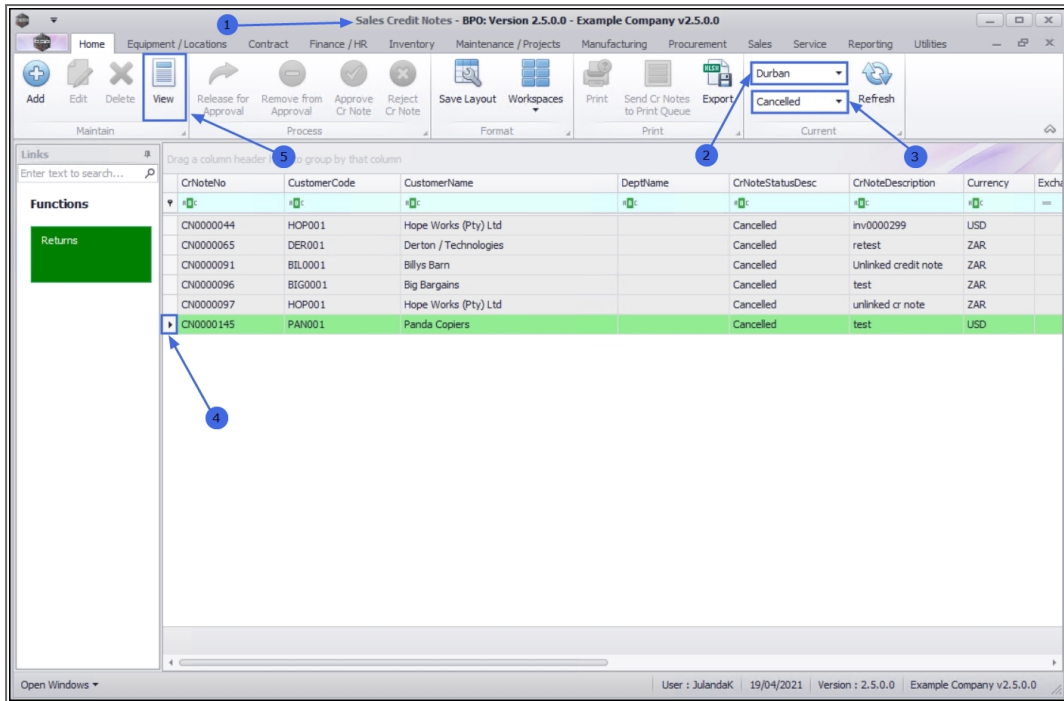 Sales Credit Notes - BPO: Version 2.5.0.0 - Example Company v2.5.0.0
1
Home Equipment / Locations Contract Finance / HR Inventory Maintenance / Projects Manufacturing Procurement Sales Service Reporting Utilities
Add Edit Delete View Release for Approval Remove from Approval Approve Cr Note Reject Cr Note Save Layout Workspaces Print Send Cr Notes to Print Queue Export Durban Cancelled Refresh
Maintain Process Format Print Current
5 2 3
Links
Enter text to search...
Functions
Returns
Drag a column header here to group by that column
CrNoteNo CustomerCode CustomerName DeptName CrNoteStatusDesc CrNoteDescription Currency Excha
CN0000044 HOP001 Hope Works (Pty) Ltd Cancelled inv0000299 USD
CN0000065 DER001 Derton / Technologies Cancelled retest ZAR
CN0000091 BIL0001 Billys Barn Cancelled Unlinked credit note ZAR
CN0000096 BIG0001 Big Bargains Cancelled test ZAR
CN0000097 HOP001 Hope Works (Pty) Ltd Cancelled unlinked cr note ZAR
CN0000145 PAN001 Panda Copiers Cancelled test USD
4
Open Windows User : JulandaK 19/04/2021 Version : 2.5.0.0 Example Company v2.5.0.0